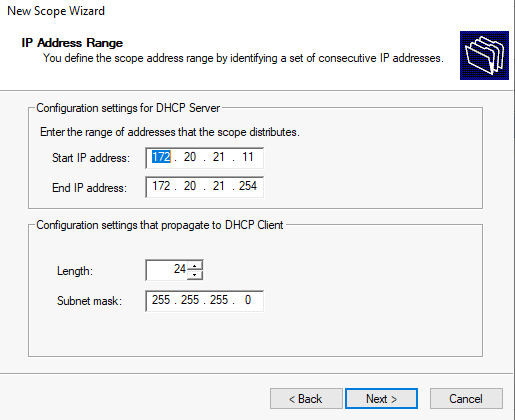 New Scope Wizard
IP Address Range
You define the scope address range by identifying a set of consecutive IP addresses.
Configuration settings for DHCP Server
Enter the range of addresses that the scope distributes.
Start IP address: 172 . 20 . 21 . 11
End IP address: 172 . 20 . 21 . 254
Configuration settings that propagate to DHCP Client
Length: 24
Subnet mask: 255 . 255 . 255 . 0
< Back Next > Cancel